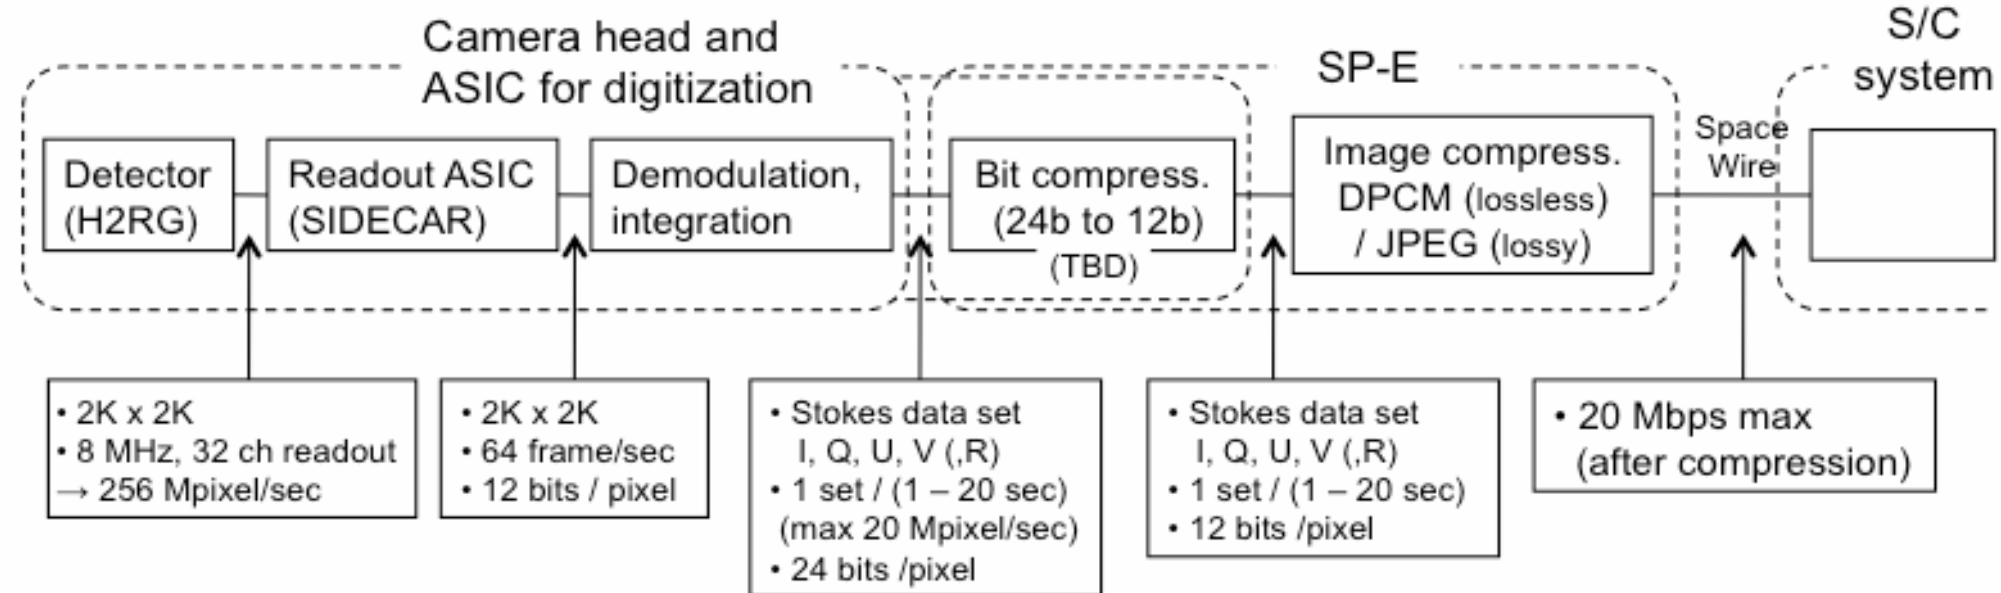 Camera head and
ASIC for digitization
SP-E
S/C
system
Detector
(H2RG)
Readout ASIC
(SIDECAR)
Demodulation,
integration
Bit compress.
(24b to 12b)
(TBD)
Image compress.
DPCM (lossless)
/ JPEG (lossy)
Space
Wire
• 2K x 2K
• 8 MHz, 32 ch readout
→ 256 Mpixel/sec
• 2K x 2K
• 64 frame/sec
• 12 bits / pixel
• Stokes data set
I, Q, U, V (,R)
• 1 set / (1 – 20 sec)
(max 20 Mpixel/sec)
• 24 bits /pixel
• Stokes data set
I, Q, U, V (,R)
• 1 set / (1 – 20 sec)
• 12 bits /pixel
• 20 Mbps max
(after compression)